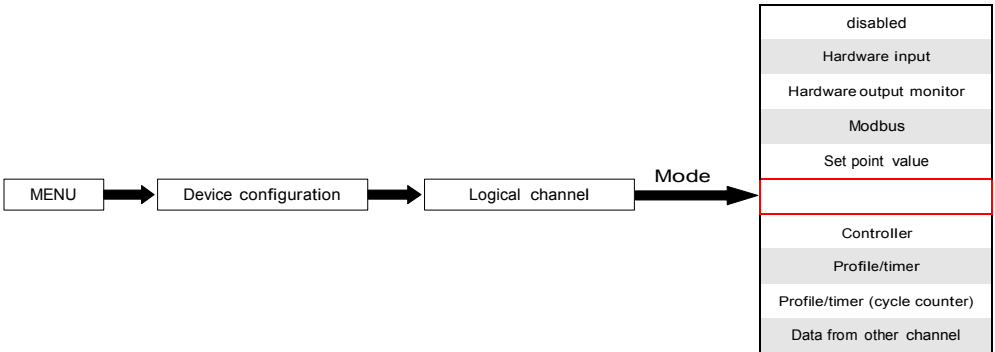 disabled
Hardware input
Hardware output monitor
Modbus
Set point value
MENU
Device configuration
Logical channel
Mode
Controller
Profile/timer
Profile/timer (cycle counter)
Data from other channel